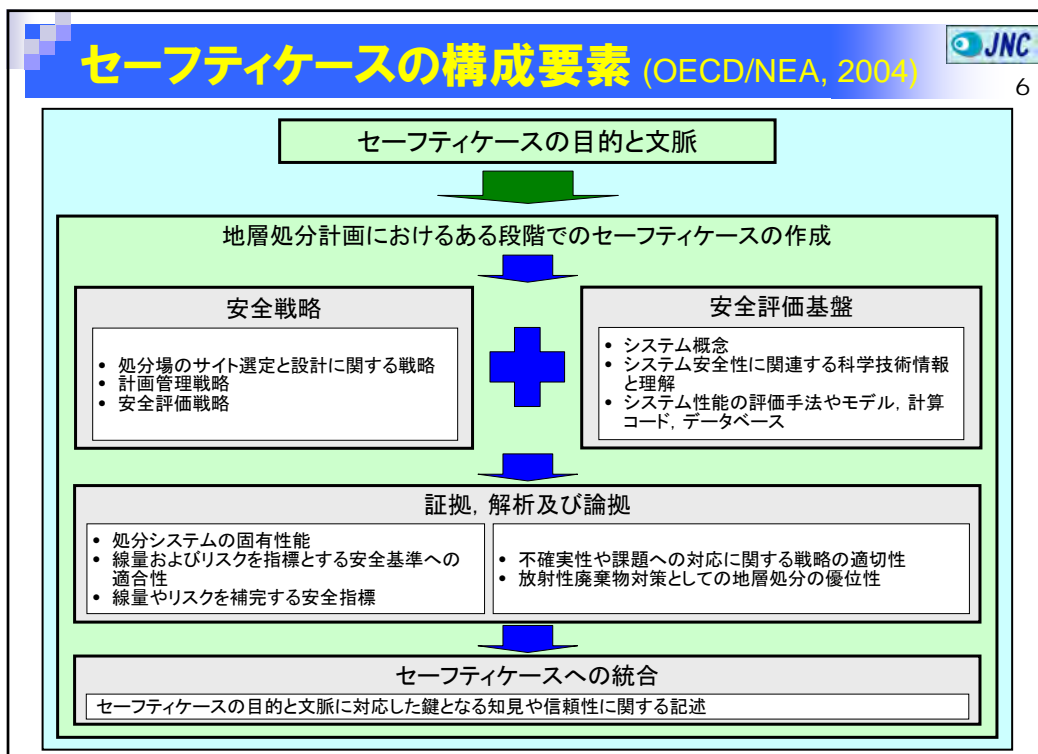 セーフティケースの構成要素 (OECD/NEA, 2004)
JNC
6
セーフティケースの目的と文脈
地層処分計画におけるある段階でのセーフティケースの作成
安全戦略
• 処分場のサイト選定と設計に関する戦略
• 計画管理戦略
• 安全評価戦略
安全評価基盤
• システム概念
• システム安全性に関連する科学技術情報
と理解
• システム性能の評価手法やモデル，計算
コード，データベース
証拠，解析及び論拠
• 処分システムの固有性能
• 線量およびリスクを指標とする安全基準への
適合性
• 線量やリスクを補完する安全指標
• 不確実性や課題への対応に関する戦略の適切性
• 放射性廃棄物対策としての地層処分の優位性
セーフティケースへの統合
セーフティケースの目的と文脈に対応した鍵となる知見や信頼性に関する記述